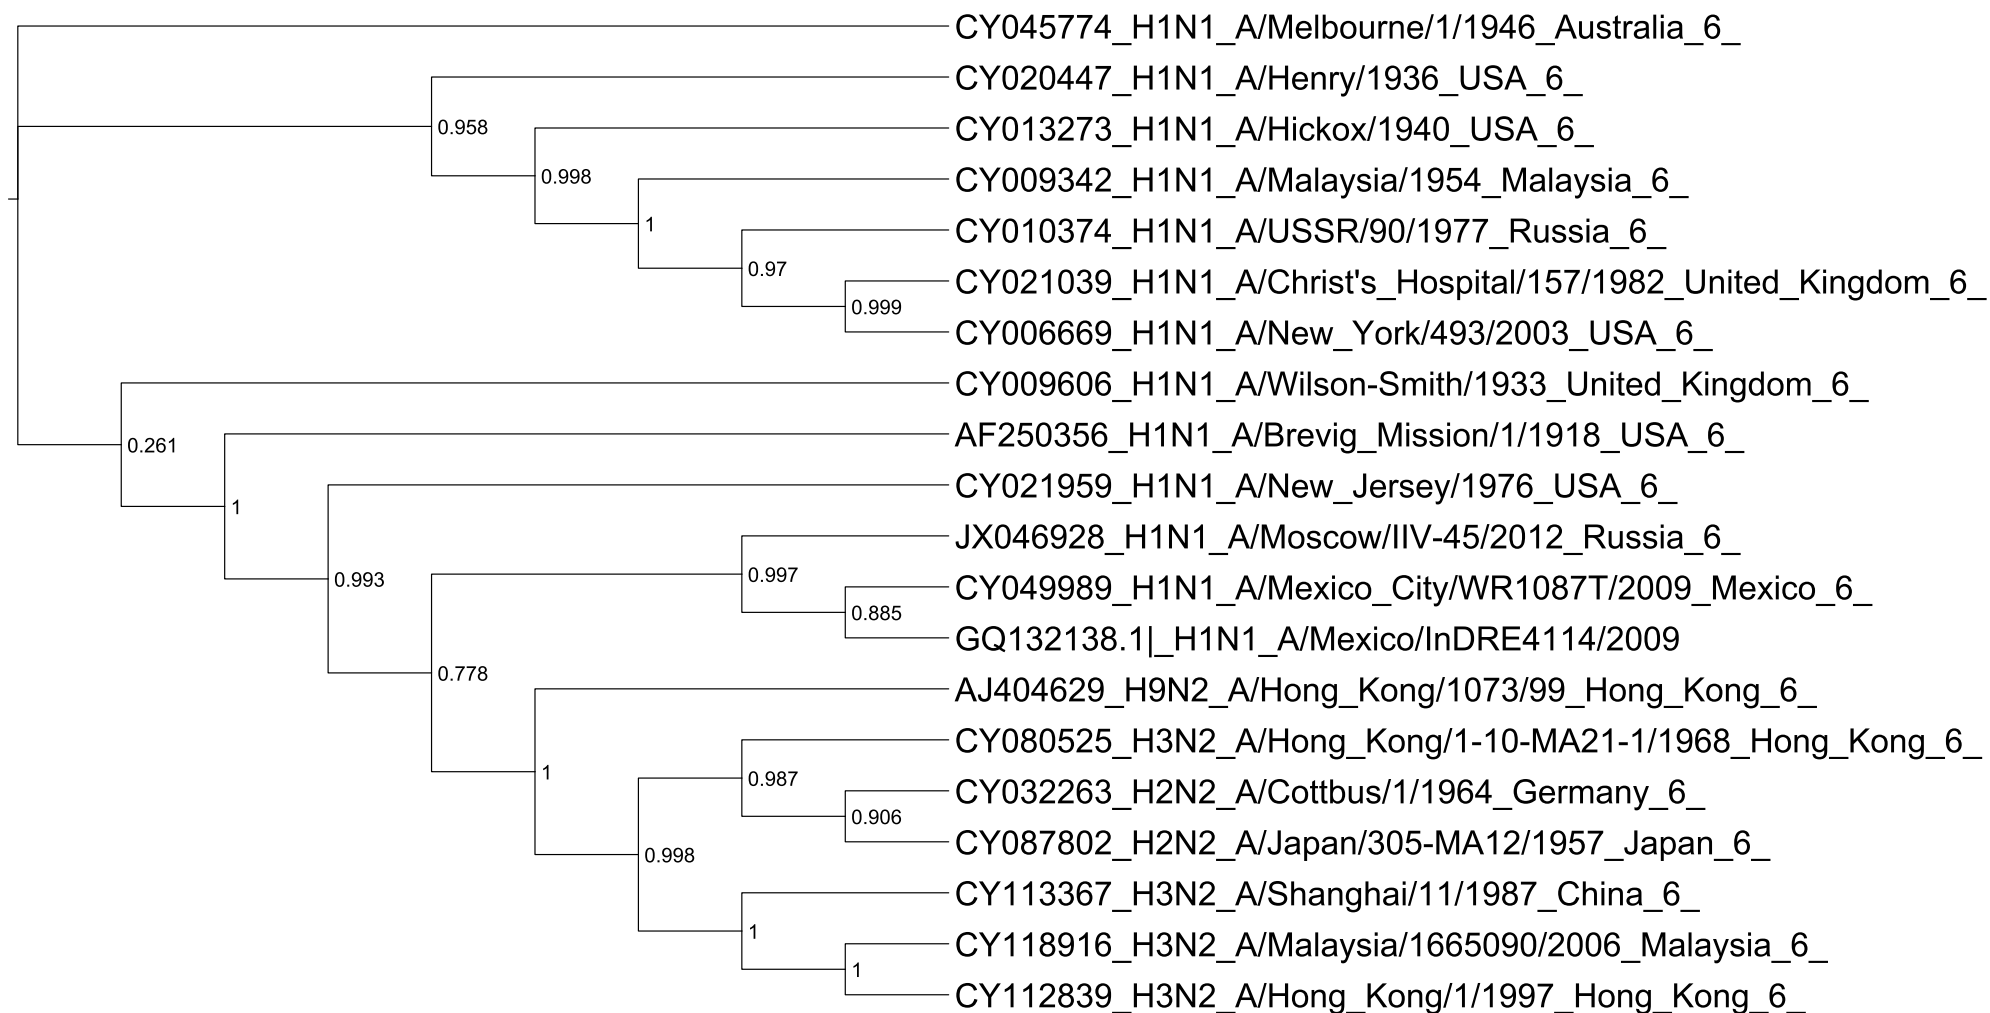 CY045774_H1N1_A/Melbourne/1/1946_Australia_6_
CY020447_H1N1_A/Henry/1936_USA_6_
0.958
CY013273_H1N1_A/Hickox/1940_USA_6_
0.998
CY009342_H1N1_A/Malaysia/1954_Malaysia_6_
1
CY010374_H1N1_A/USSR/90/1977_Russia_6_
0.97
CY021039_H1N1_A/Christ's_Hospital/157/1982_United_Kingdom_6_
0.999
CY006669_H1N1_A/New_York/493/2003_USA_6_
CY009606_H1N1_A/Wilson-Smith/1933_United_Kingdom_6_
0.261
AF250356_H1N1_A/Brevig_Mission/1/1918_USA_6_
CY021959_H1N1_A/New_Jersey/1976_USA_6_
1
JX046928_H1N1_A/Moscow/IIV-45/2012_Russia_6_
0.997
0.993
CY049989_H1N1_A/Mexico_City/WR1087T/2009_Mexico_6_
0.885
GQ132138.1|_H1N1_A/Mexico/InDRE4114/2009
0.778
AJ404629_H9N2_A/Hong_Kong/1073/99_Hong_Kong_6_
CY080525_H3N2_A/Hong_Kong/1-10-MA21-1/1968_Hong_Kong_6_
1
0.987
CY032263_H2N2_A/Cottbus/1/1964_Germany_6_
0.906
CY087802_H2N2_A/Japan/305-MA12/1957_Japan_6_
0.998
CY113367_H3N2_A/Shanghai/11/1987_China_6_
1
CY118916_H3N2_A/Malaysia/1665090/2006_Malaysia_6_
1
CY112839_H3N2_A/Hong_Kong/1/1997_Hong_Kong_6_